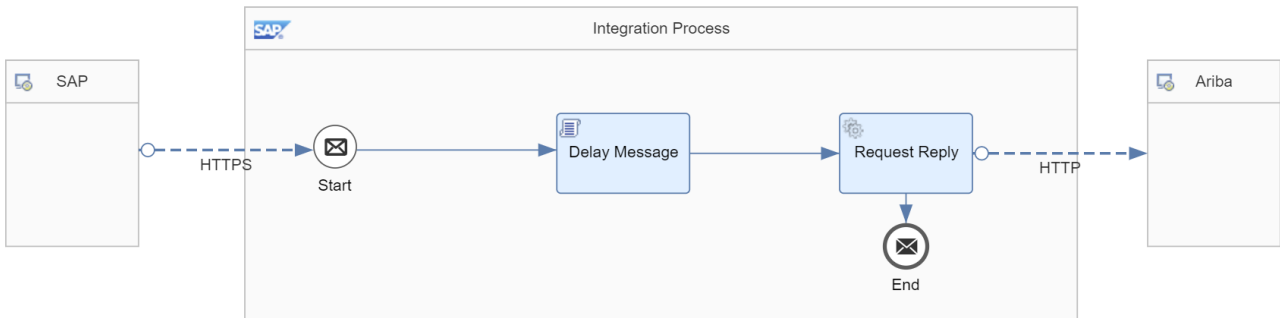 SAP
Integration Process
SAP
Ariba
HTTPS
Start
Delay Message
Request Reply
HTTP
End